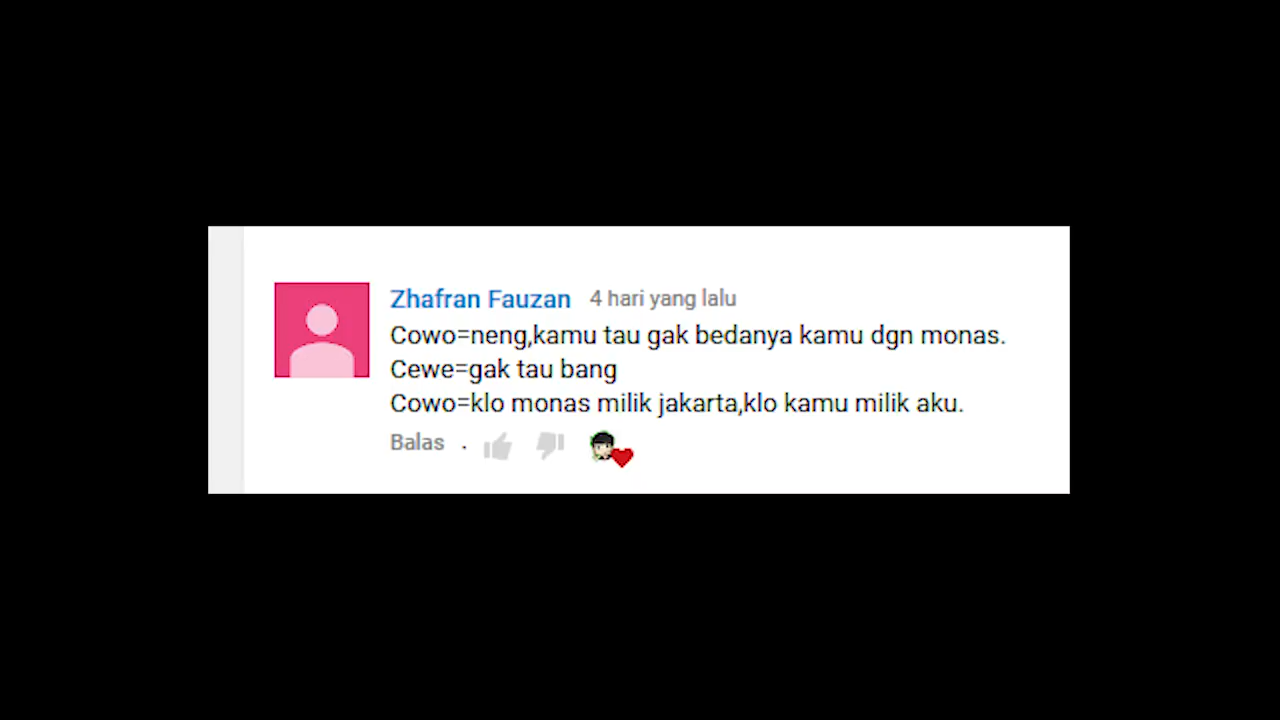 Zhafran Fauzan 4 hari yang lalu
Cowo=neng,kamu tau gak bedanya kamu dgn monas.
Cewe=gak tau bang
Cowo=klo monas milik jakarta,klo kamu milik aku.
Balas .